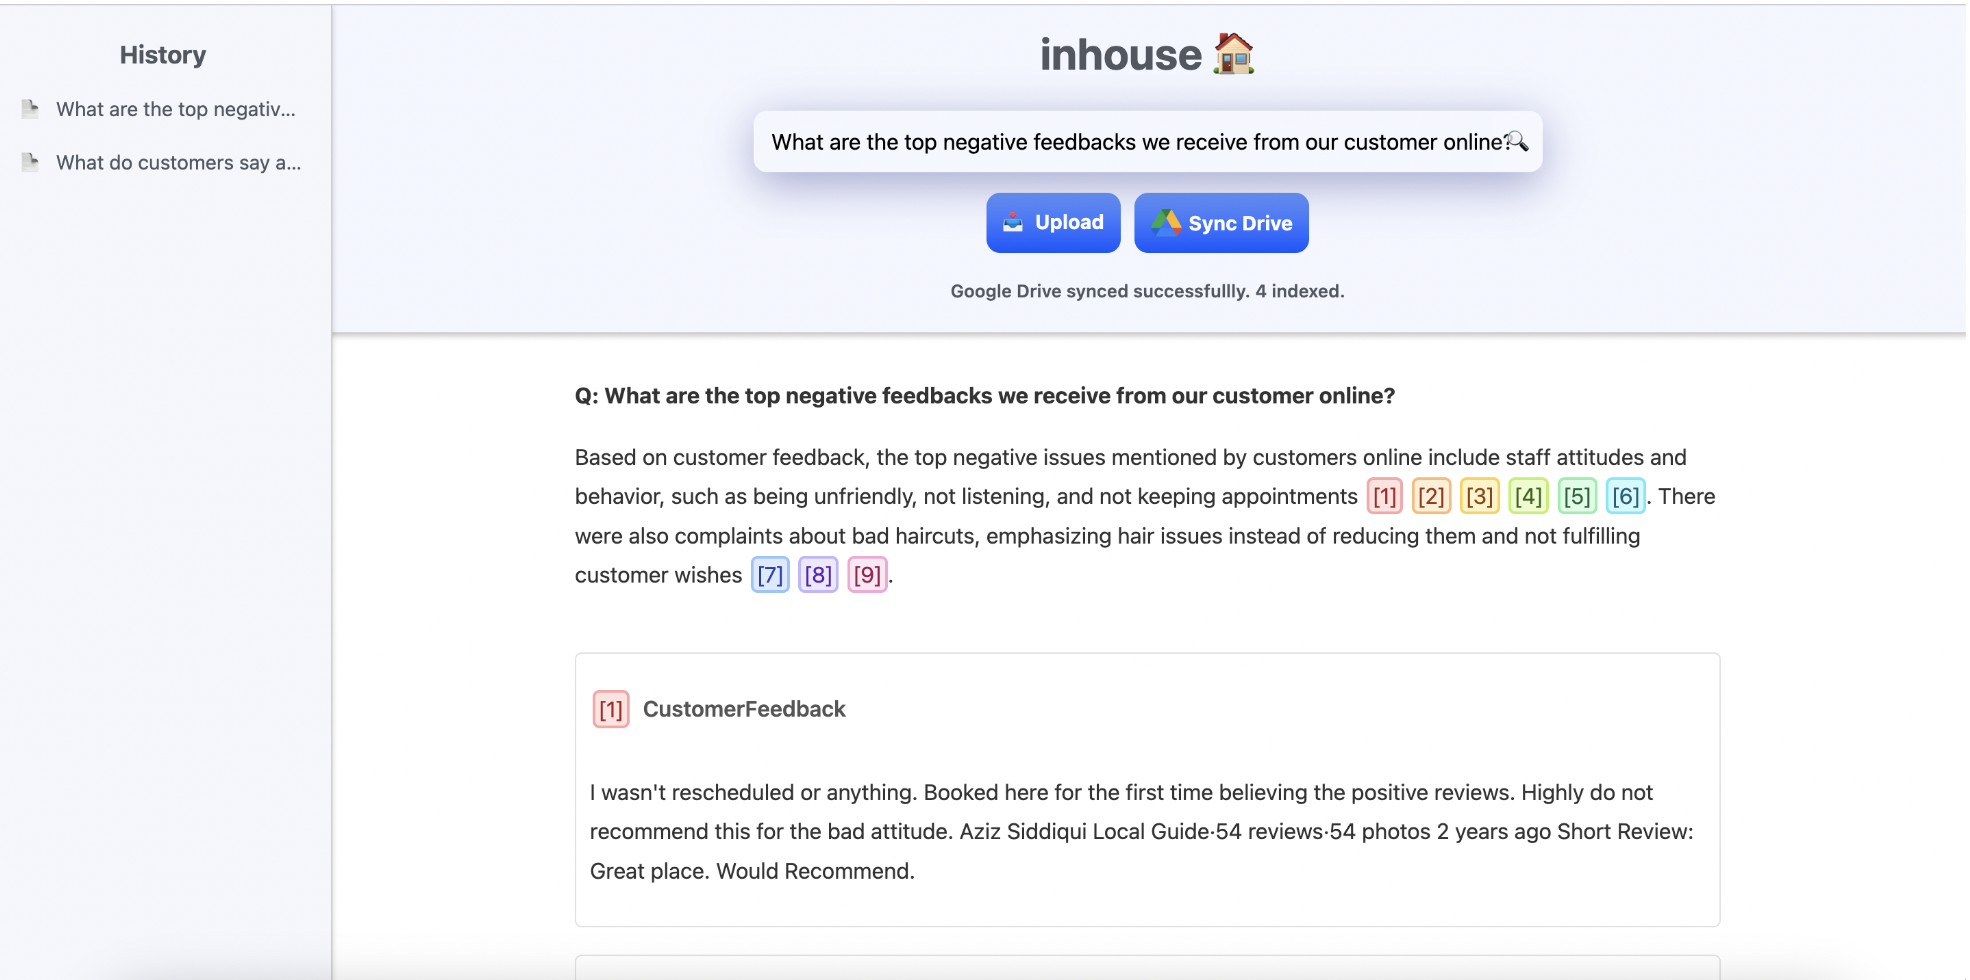 History
What are the top negativ...
What do customers say a...
inhouse
What are the top negative feedbacks we receive from our customer online?
Upload
Sync Drive
Google Drive synced successfullly. 4 indexed.
Q: What are the top negative feedbacks we receive from our customer online?
Based on customer feedback, the top negative issues mentioned by customers online include staff attitudes and
behavior, such as being unfriendly, not listening, and not keeping appointments [1] [2] [3] [4] [5] [6]. There
were also complaints about bad haircuts, emphasizing hair issues instead of reducing them and not fulfilling
customer wishes [7] [8] [9].
[1] CustomerFeedback
I wasn't rescheduled or anything. Booked here for the first time believing the positive reviews. Highly do not
recommend this for the bad attitude. Aziz Siddiqui Local Guide·54 reviews·54 photos 2 years ago Short Review:
Great place. Would Recommend.